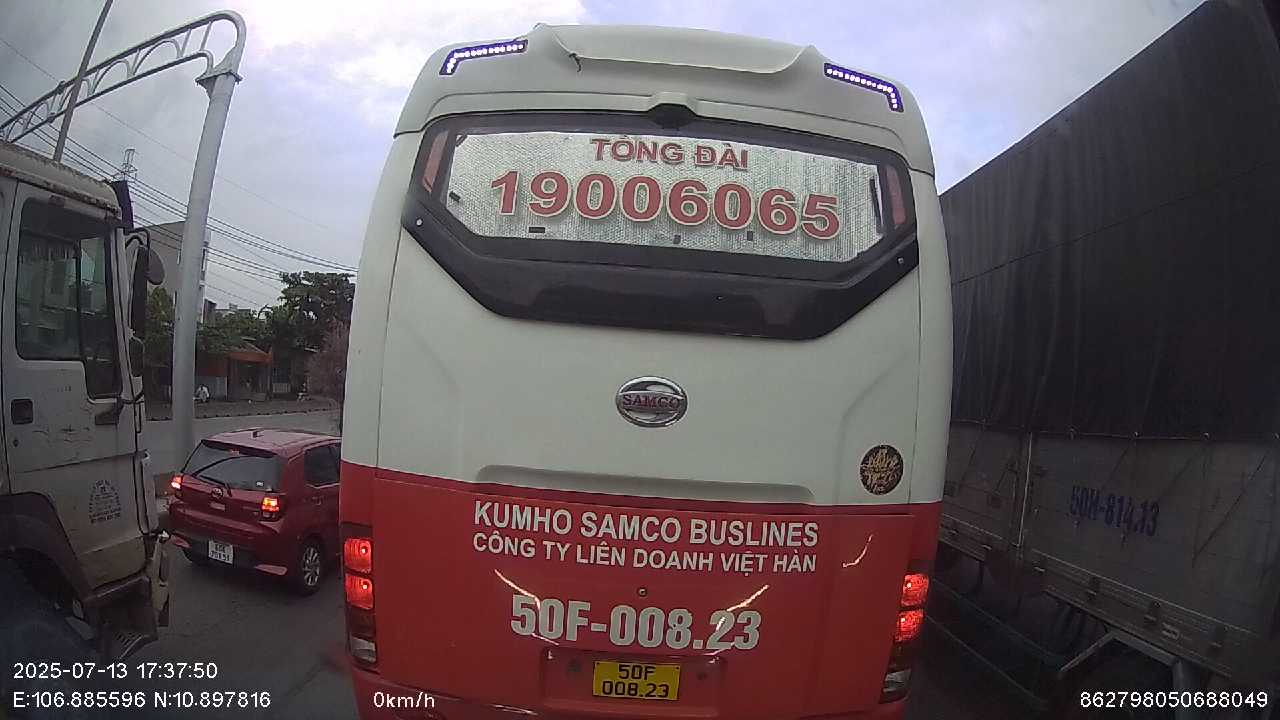 TỔNG ĐÀI
19006065
SAMCO
KUMHO SAMCO BUSLINES
CÔNG TY LIÊN DOANH VIỆT HÀN
50F-008.23
50F
008.23
50H-814.13
2025-07-13 17:37:50
E:106.885596 N:10.897816
0km/h
862798050688049